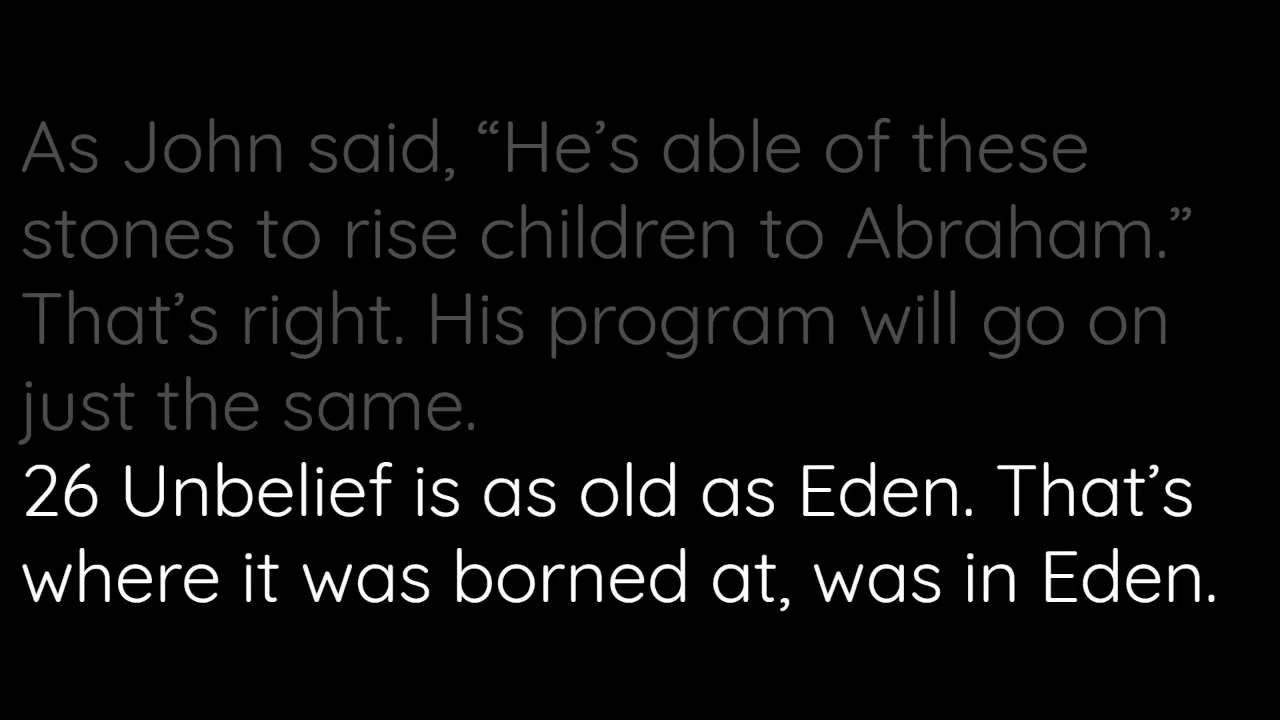 As John said, “He’s able of these
stones to rise children to Abraham.”
That’s right. His program will go on
just the same.
26 Unbelief is as old as Eden. That’s
where it was borned at, was in Eden.